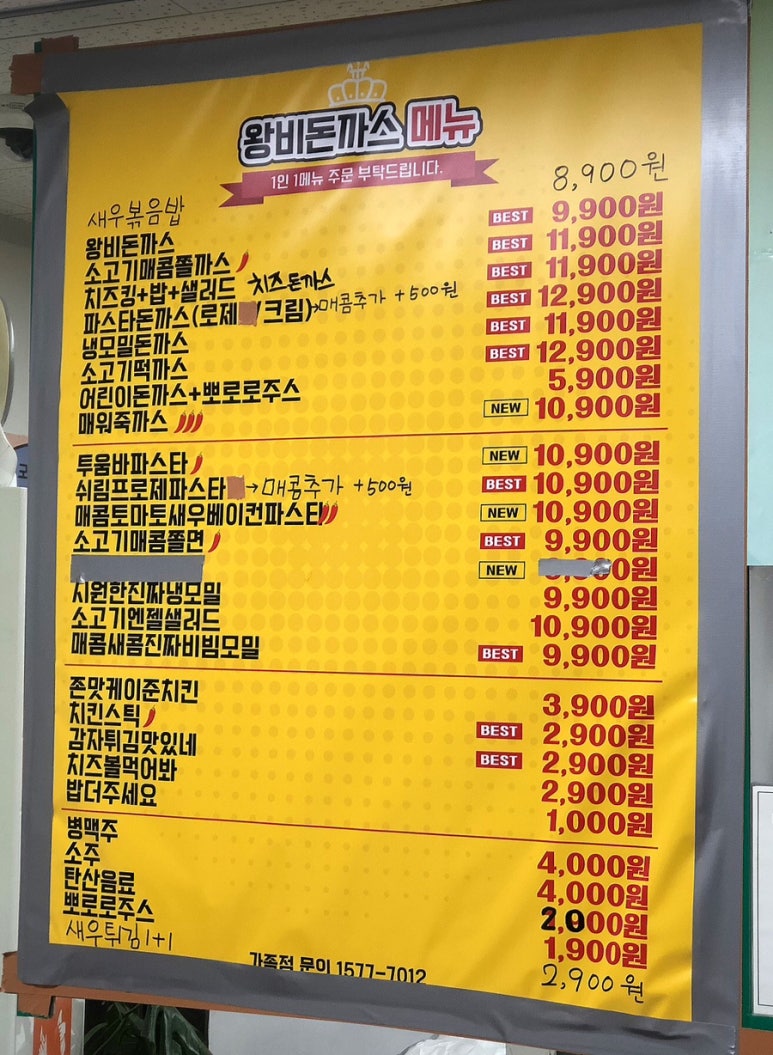 왕비돈까스 메뉴
1인 1메뉴 주문 부탁드립니다.
새우볶음밥 8,900원
왕비돈까스 BEST 9,900원
소고기매콤쫄까스 BEST 11,900원
치즈킹+밥+샐러드 치즈돈까스 BEST 11,900원
파스타돈까스(로제 / 크림)→매콤추가 +500원 BEST 12,900원
냉모밀돈까스 BEST 11,900원
소고기떡까스 BEST 12,900원
어린이돈까스+뽀로로주스 5,900원
매워죽까스 NEW 10,900원
투움바파스타 NEW 10,900원
쉬림프로제파스타 →매콤추가 +500원 BEST 10,900원
매콤토마토새우베이컨파스타 NEW 10,900원
소고기매콤쫄면 BEST 9,900원
NEW 0원
시원한진짜냉모밀 9,900원
소고기엔젤샐러드 10,900원
매콤새콤진짜비빔모밀 BEST 9,900원
존맛케이준치킨 3,900원
치킨스틱 BEST 2,900원
감자튀김맛있네 BEST 2,900원
치즈볼먹어봐 2,900원
밥더주세요 1,000원
병맥주 4,000원
소주 4,000원
탄산음료 2,000원
뽀로로주스 1,900원
새우튀김1+1 2,900원
가족점 문의 1577-7012